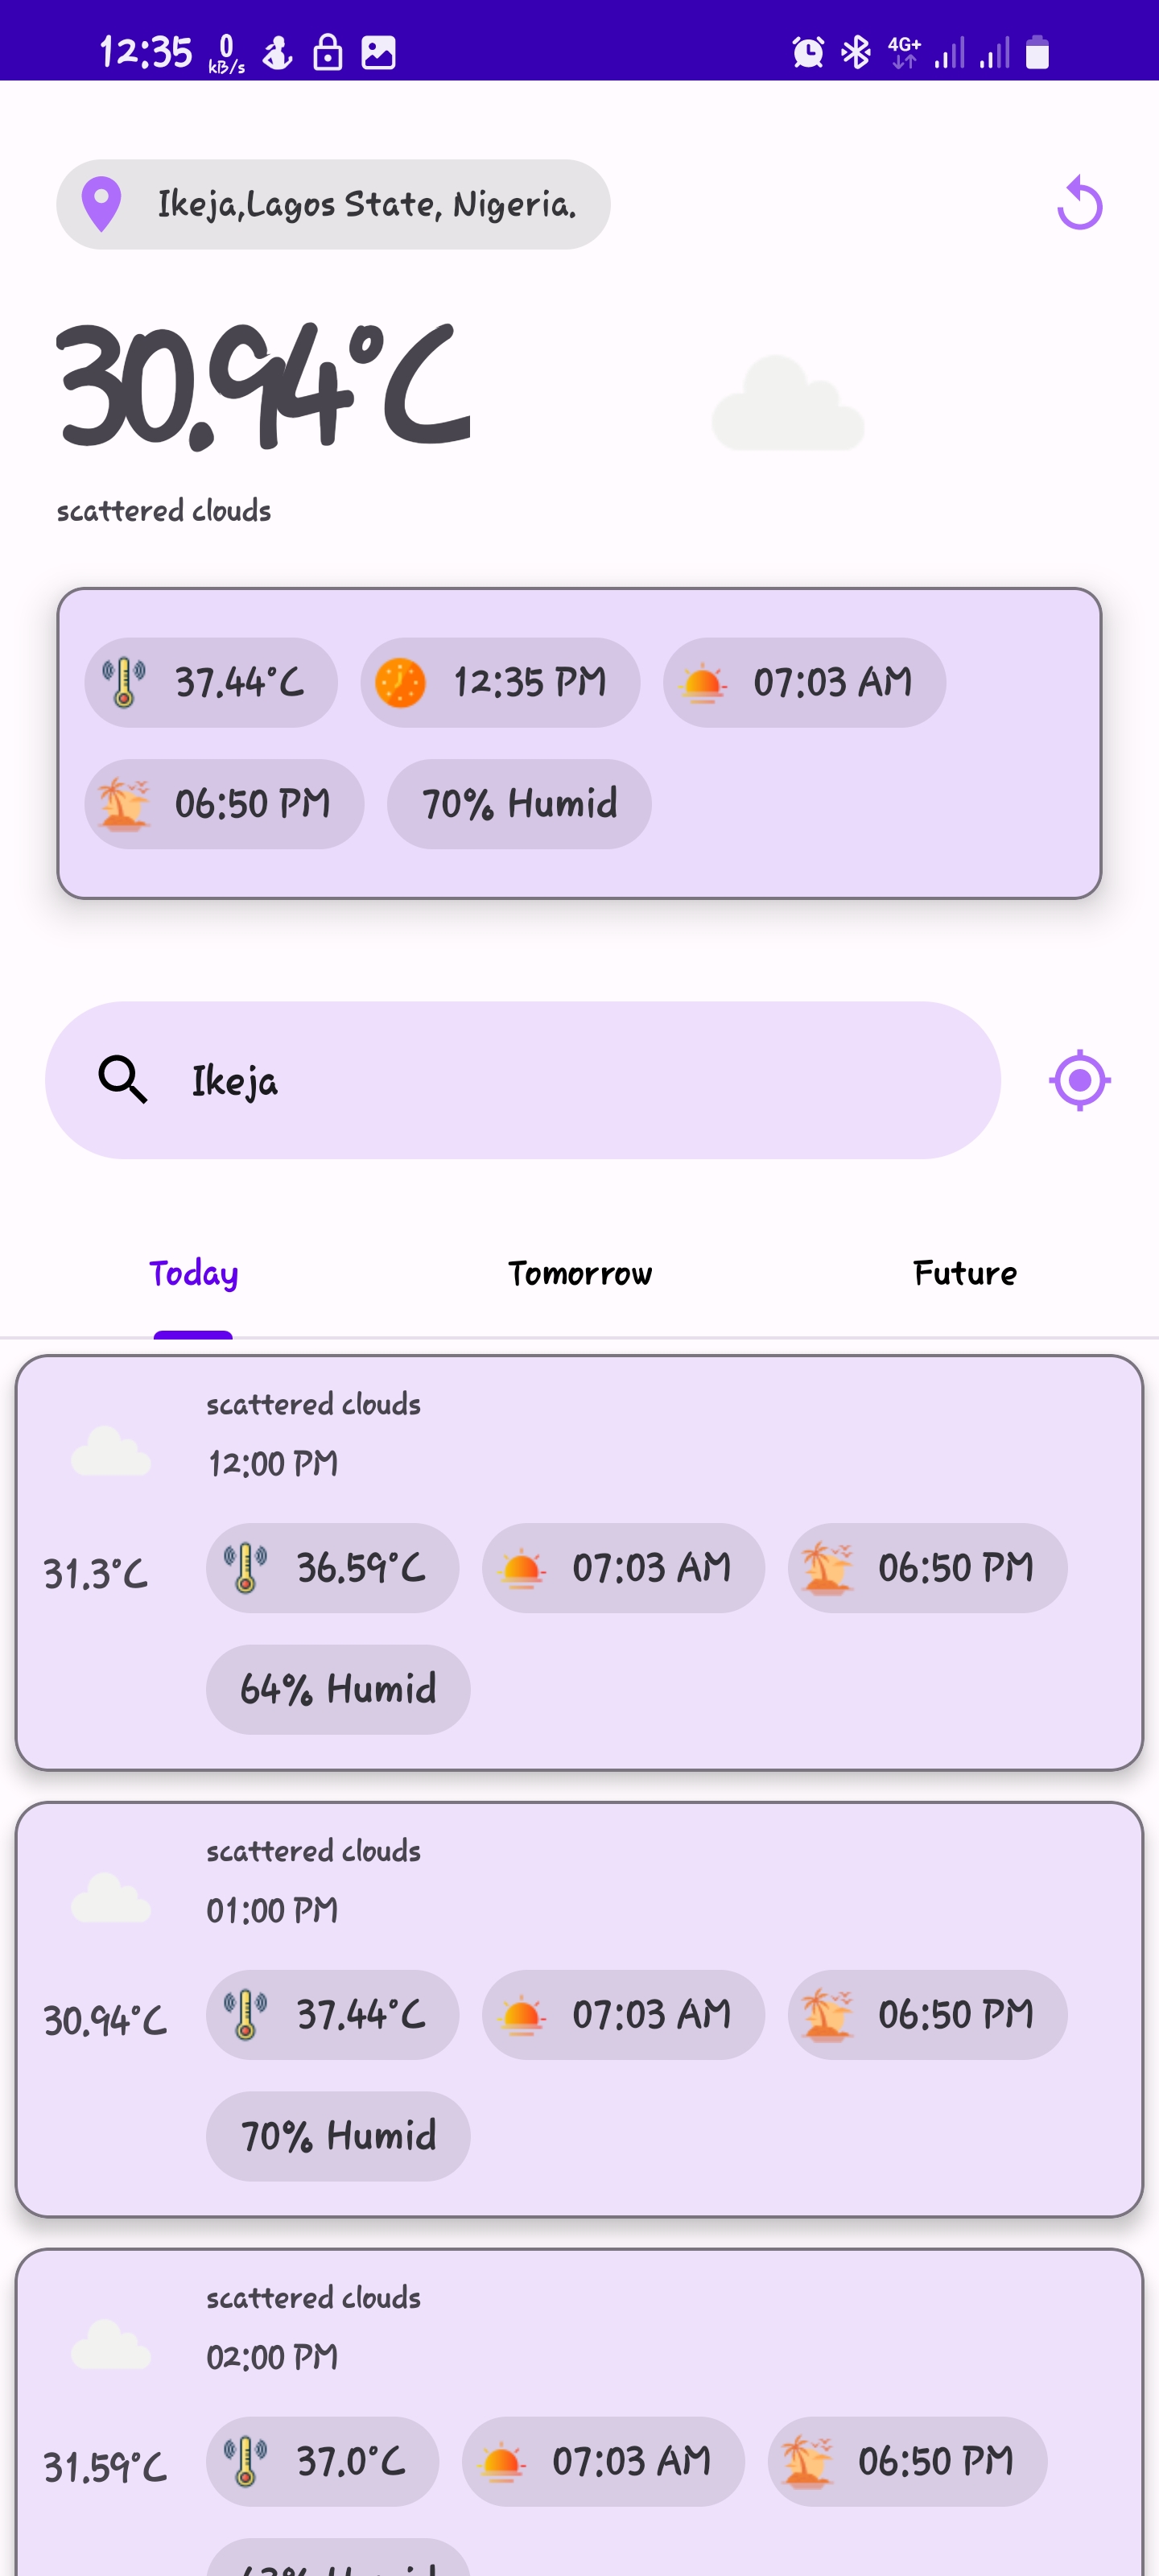 12:35 0 kB/s 4G+
Ikeja,Lagos State, Nigeria.
30.94°C
scattered clouds
37.44°C 12:35 PM 07:03 AM
06:50 PM 70% Humid
Ikeja
Today Tomorrow Future
scattered clouds
12:00 PM
31.3°C 36.59°C 07:03 AM 06:50 PM
64% Humid
scattered clouds
01:00 PM
30.94°C 37.44°C 07:03 AM 06:50 PM
70% Humid
scattered clouds
02:00 PM
31.59°C 37.0°C 07:03 AM 06:50 PM